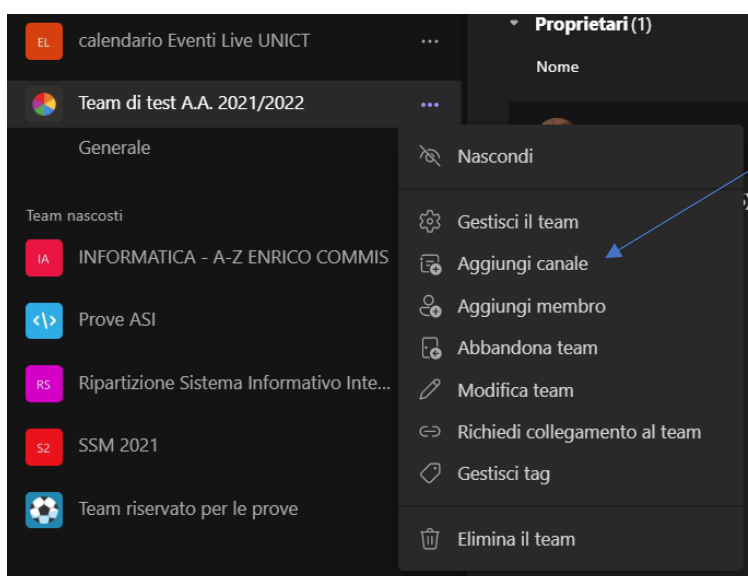 EL calendario Eventi Live UNICT ...
Team di test A.A. 2021/2022 ...
Generale
Team nascosti
IA INFORMATICA - A-Z ENRICO COMMIS
Prove ASI
RS Ripartizione Sistema Informativo Inte...
S2 SSM 2021
Team riservato per le prove
Proprietari (1)
Nome
Nascondi
Gestisci il team
Aggiungi canale
Aggiungi membro
Abbandona team
Modifica team
Richiedi collegamento al team
Gestisci tag
Elimina il team